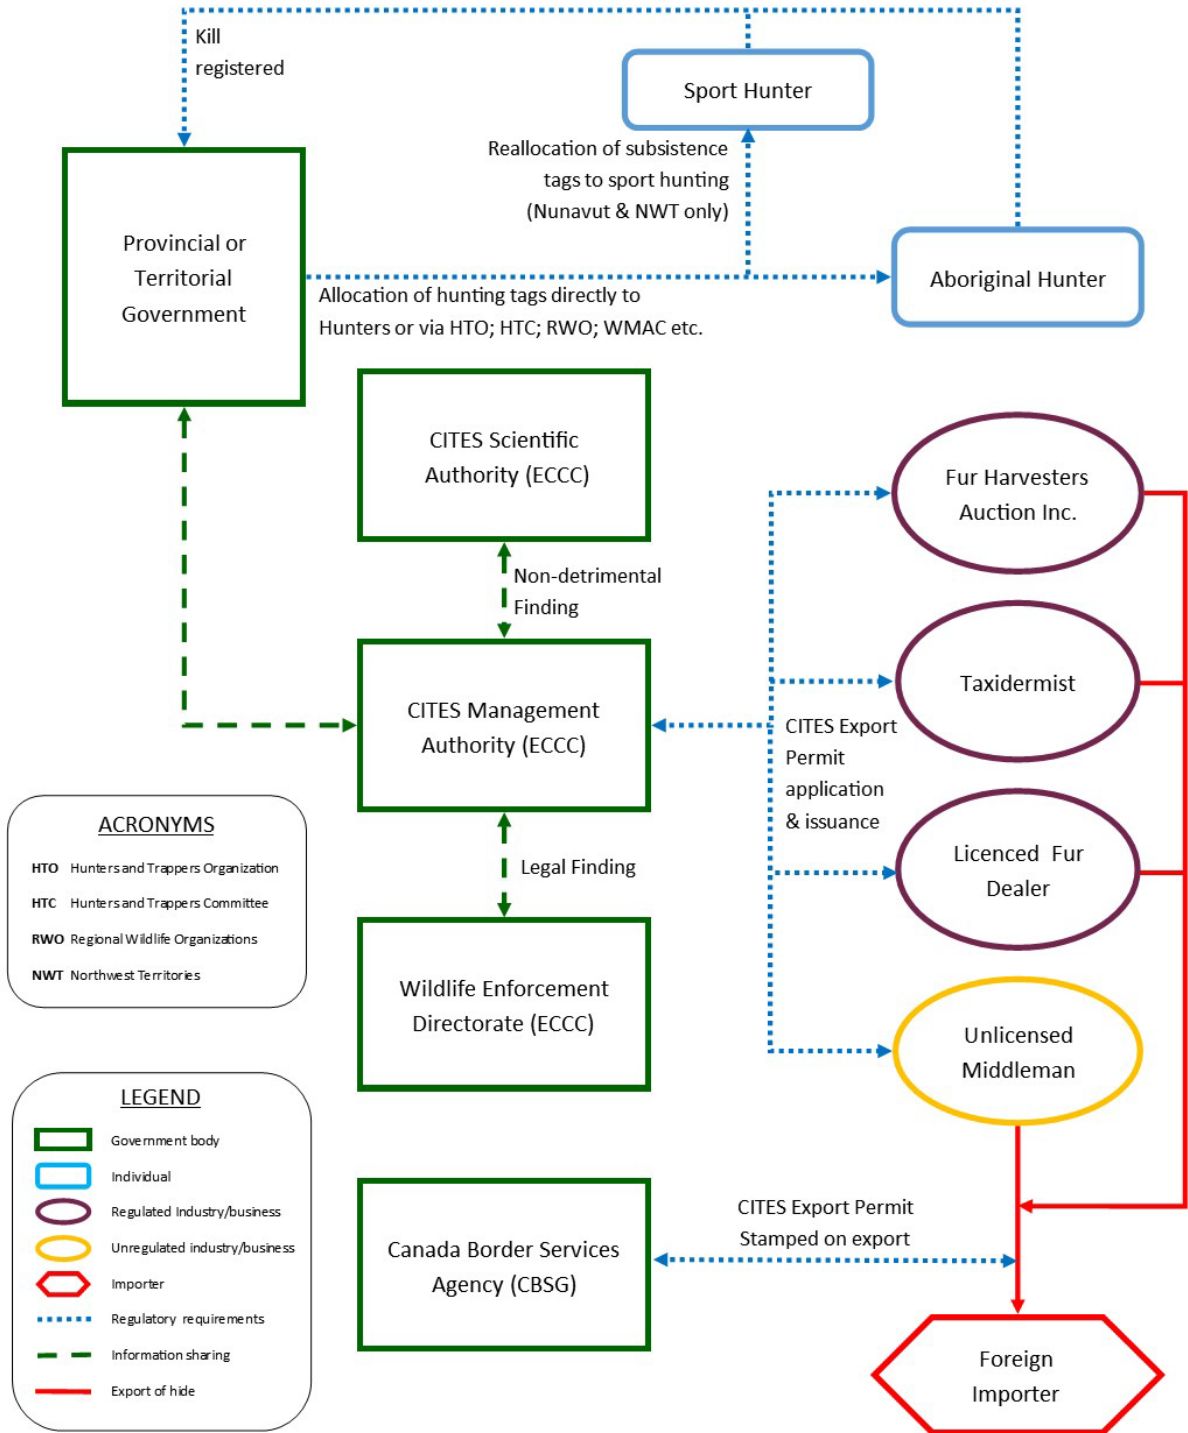 Kill
registered
Sport Hunter
Reallocation of subsistence
tags to sport hunting
(Nunavut & NWT only)
Provincial or
Territorial
Government
Aboriginal Hunter
Allocation of hunting tags directly to
Hunters or via HTO; HTC; RWO; WMAC etc.
CITES Scientific
Authority (ECCC)
Fur Harvesters
Auction Inc.
Non-detrimental
Finding
CITES Management
Authority (ECCC)
Taxidermist
CITES Export
Permit
application
& issuance
Legal Finding
Licenced Fur
Dealer
Wildlife Enforcement
Directorate (ECCC)
Unlicensed
Middleman
ACRONYMS
HTO Hunters and Trappers Organization
HTC Hunters and Trappers Committee
RWO Regional Wildlife Organizations
NWT Northwest Territories
LEGEND
Government body
Individual
Regulated Industry/business
Unregulated industry/business
Importer
Regulatory requirements
Information sharing
Export of hide
Canada Border Services
Agency (CBSG)
CITES Export Permit
Stamped on export
Foreign
Importer